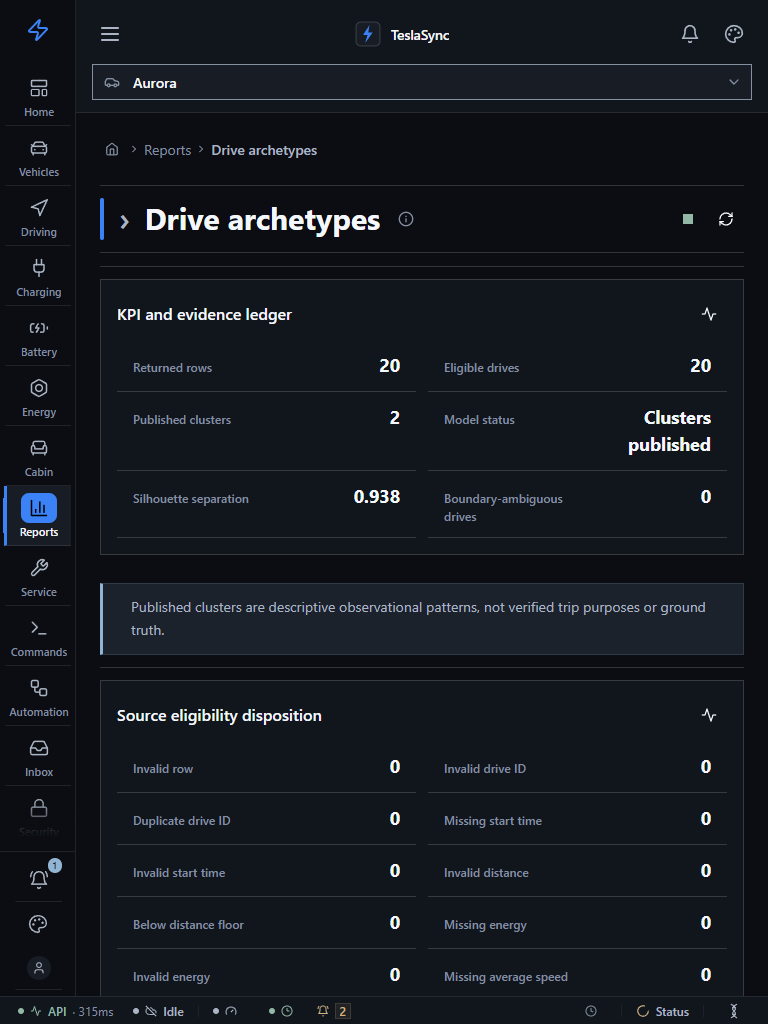 TeslaSync
Aurora
Home
Vehicles
Driving
Charging
Battery
Energy
Cabin
Reports
Service
Commands
Automation
Inbox
Security
1
Reports
Drive archetypes
Drive archetypes
KPI and evidence ledger
Returned rows 20
Eligible drives 20
Published clusters 2
Model status Clusters
published
Silhouette separation 0.938
Boundary-ambiguous 0
drives
Published clusters are descriptive observational patterns, not verified trip purposes or ground
truth.
Source eligibility disposition
Invalid row 0
Invalid drive ID 0
Duplicate drive ID 0
Missing start time 0
Invalid start time 0
Invalid distance 0
Below distance floor 0
Missing energy 0
Invalid energy 0
Missing average speed 0
API · 315ms
Idle
2
Status